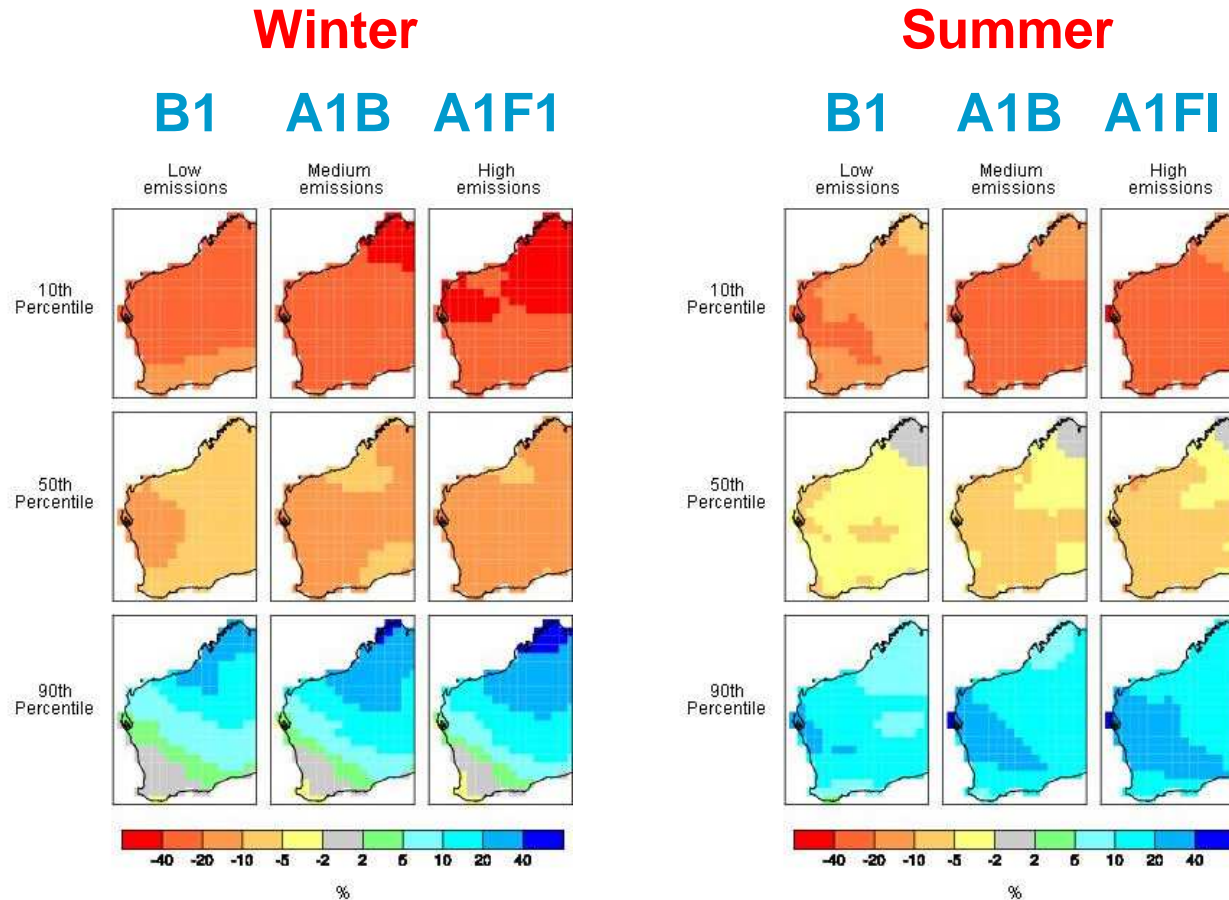 Winter
Summer
B1 A1B A1F1
B1 A1B A1FI
Low emissions
Medium emissions
High emissions
Low emissions
Medium emissions
High emissions
10th Percentile
10th Percentile
50th Percentile
50th Percentile
90th Percentile
90th Percentile
-40 -20 -10 -5 -2 2 5 10 20 40
-40 -20 -10 -5 -2 2 5 10 20 40
%
%